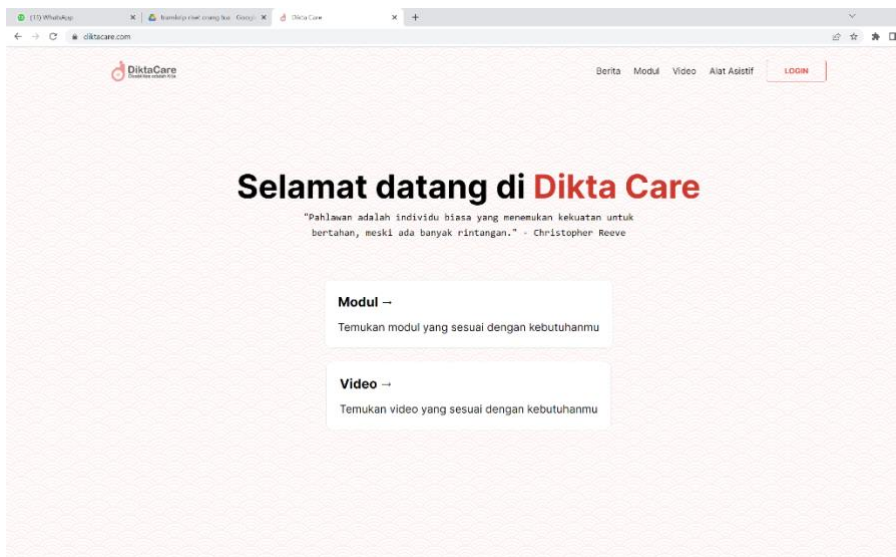 (10) WhatsApp
Dikta Care
diktacare.com
DiktaCare
Berita Modul Video Alat Asistif LOGIN
Selamat datang di Dikta Care
"Pahlawan adalah individu biasa yang menemukan kekuatan untuk
bertahan, meski ada banyak rintangan." - Christopher Reeve
Modul →
Temukan modul yang sesuai dengan kebutuhanmu
Video →
Temukan video yang sesuai dengan kebutuhanmu